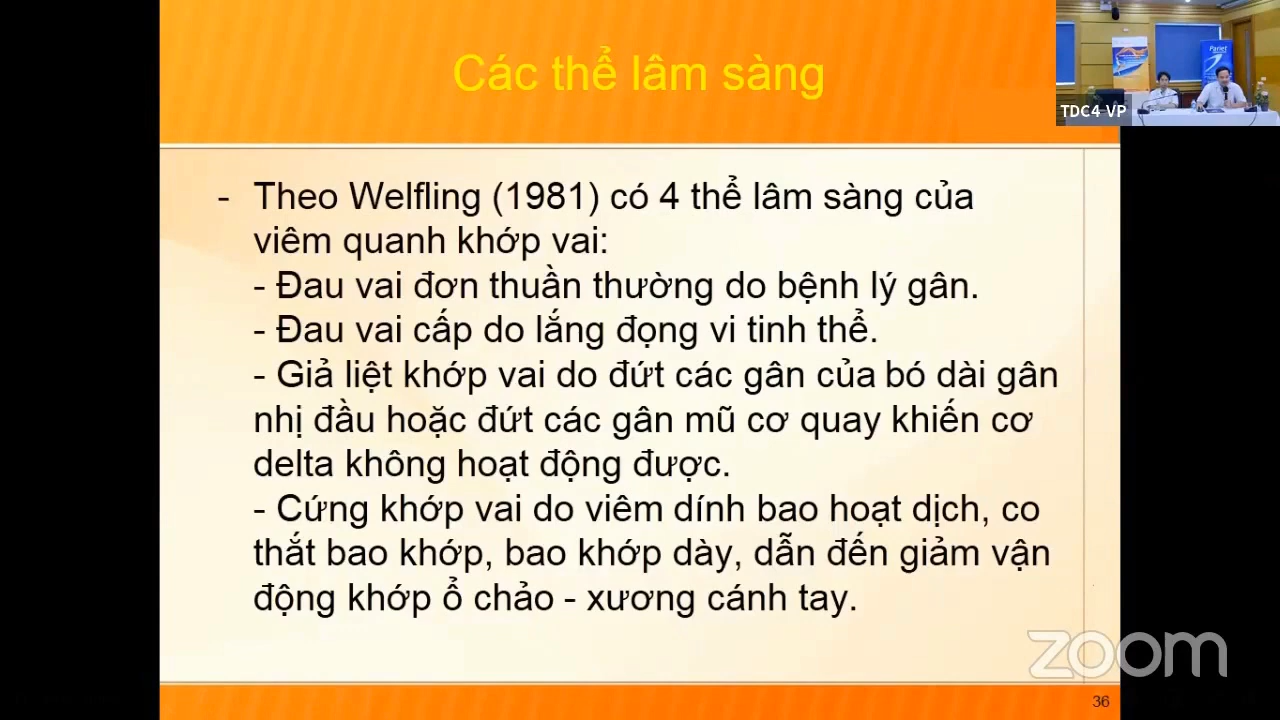 Các thể lâm sàng
Pariet
TDC4 VP
- Theo Welfling (1981) có 4 thể lâm sàng của
viêm quanh khớp vai:
- Đau vai đơn thuần thường do bệnh lý gân.
- Đau vai cấp do lắng đọng vi tinh thể.
- Giả liệt khớp vai do đứt các gân của bó dài gân
nhị đầu hoặc đứt các gân mũ cơ quay khiến cơ
delta không hoạt động được.
- Cứng khớp vai do viêm dính bao hoạt dịch, co
thắt bao khớp, bao khớp dày, dẫn đến giảm vận
động khớp ổ chảo - xương cánh tay.
zoom
36